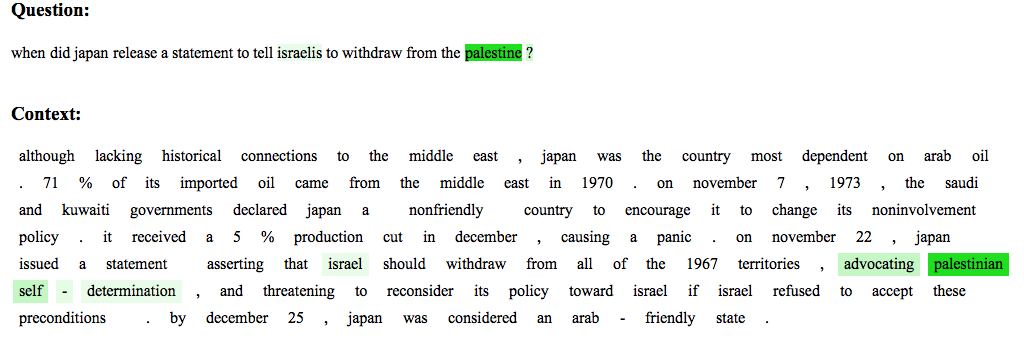 Question:
when did japan release a statement to tell israelis to withdraw from the palestine ?
Context:
although lacking historical connections to the middle east , japan was the country most dependent on arab oil
. 71 % of its imported oil came from the middle east in 1970 . on november 7 , 1973 , the saudi
and kuwaiti governments declared japan a nonfriendly country to encourage it to change its noninvolvement
policy . it received a 5 % production cut in december , causing a panic . on november 22 , japan
issued a statement asserting that israel should withdraw from all of the 1967 territories , advocating palestinian
self - determination , and threatening to reconsider its policy toward israel if israel refused to accept these
preconditions . by december 25 , japan was considered an arab - friendly state .